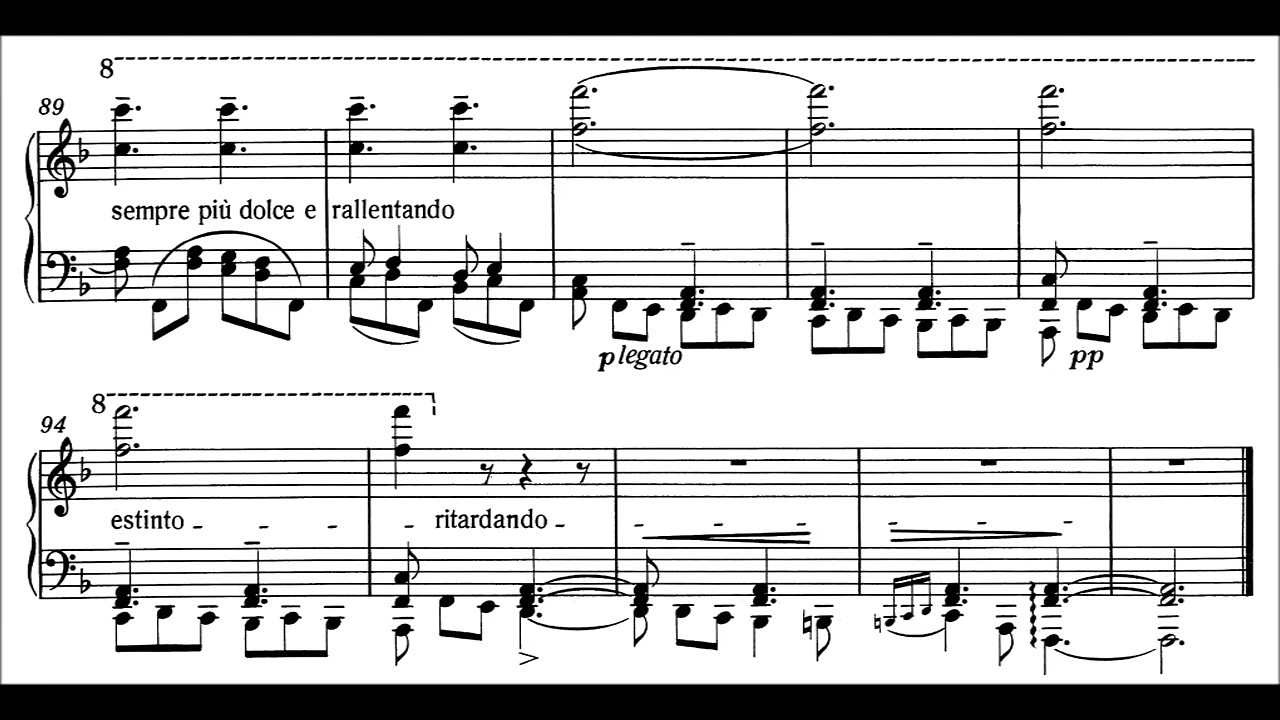 8
89
sempre più dolce e rallentando
p legato
pp
8
94
estinto - - - - ritardando - - - - - - -